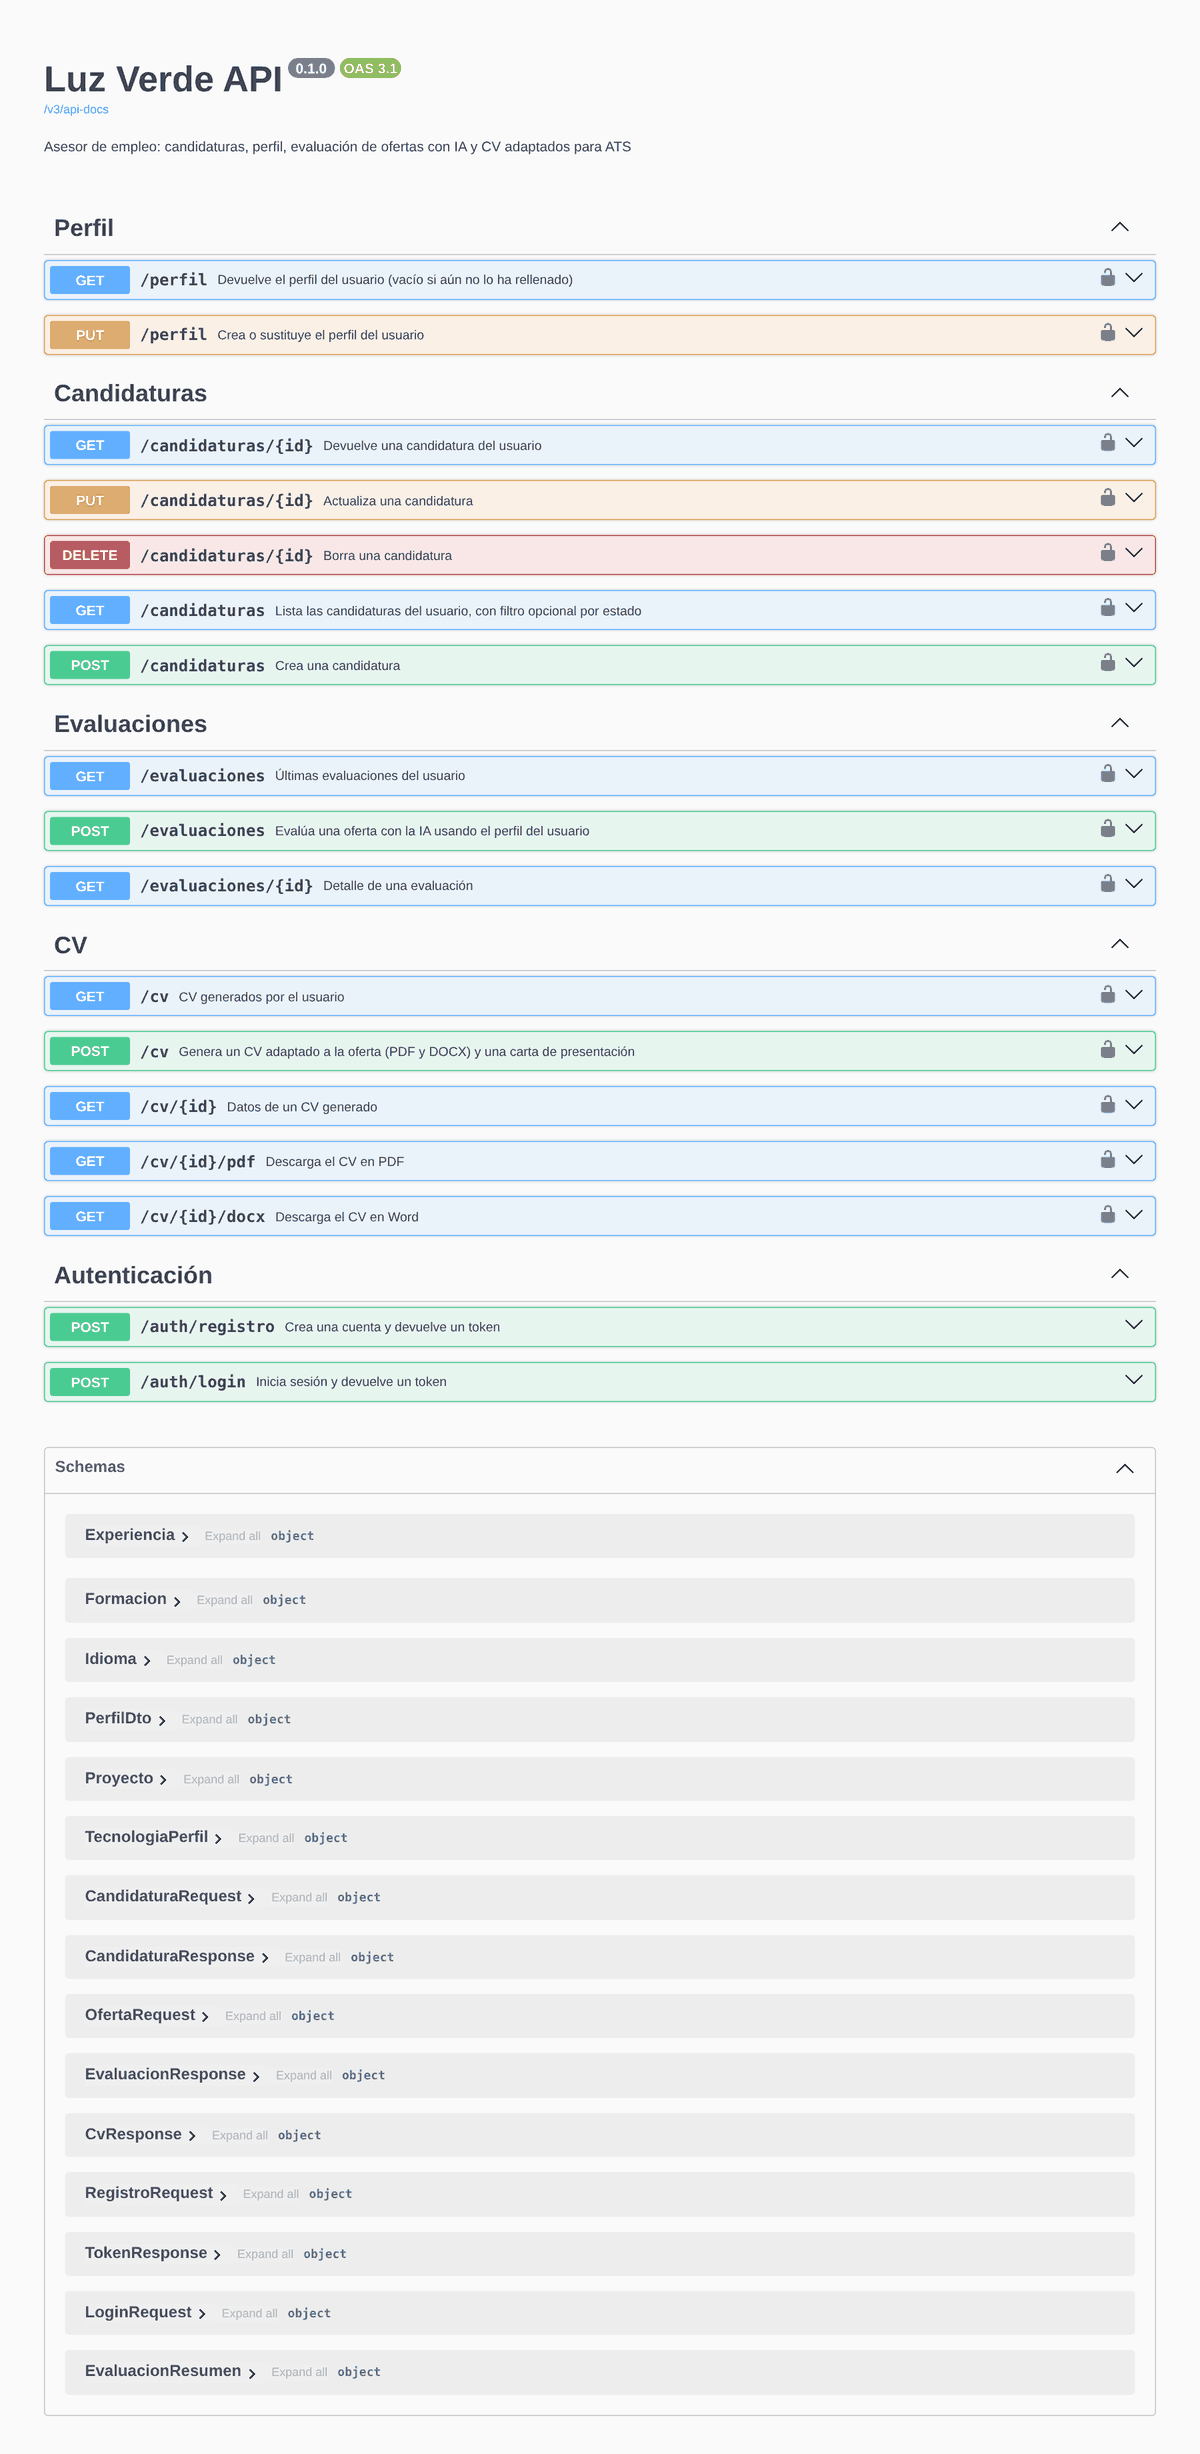 Luz Verde API 0.1.0 OAS 3.1
/v3/api-docs
Asesor de empleo: candidaturas, perfil, evaluación de ofertas con IA y CV adaptados para ATS
Perfil
GET /perfil Devuelve el perfil del usuario (vacío si aún no lo ha rellenado)
PUT /perfil Crea o sustituye el perfil del usuario
Candidaturas
GET /candidaturas/{id} Devuelve una candidatura del usuario
PUT /candidaturas/{id} Actualiza una candidatura
DELETE /candidaturas/{id} Borra una candidatura
GET /candidaturas Lista las candidaturas del usuario, con filtro opcional por estado
POST /candidaturas Crea una candidatura
Evaluaciones
GET /evaluaciones Últimas evaluaciones del usuario
POST /evaluaciones Evalúa una oferta con la IA usando el perfil del usuario
GET /evaluaciones/{id} Detalle de una evaluación
CV
GET /cv CV generados por el usuario
POST /cv Genera un CV adaptado a la oferta (PDF y DOCX) y una carta de presentación
GET /cv/{id} Datos de un CV generado
GET /cv/{id}/pdf Descarga el CV en PDF
GET /cv/{id}/docx Descarga el CV en Word
Autenticación
POST /auth/registro Crea una cuenta y devuelve un token
POST /auth/login Inicia sesión y devuelve un token
Schemas
Experiencia Expand all object
Formacion Expand all object
Idioma Expand all object
PerfilDto Expand all object
Proyecto Expand all object
TecnologiaPerfil Expand all object
CandidaturaRequest Expand all object
CandidaturaResponse Expand all object
OfertaRequest Expand all object
EvaluacionResponse Expand all object
CvResponse Expand all object
RegistroRequest Expand all object
TokenResponse Expand all object
LoginRequest Expand all object
EvaluacionResumen Expand all object